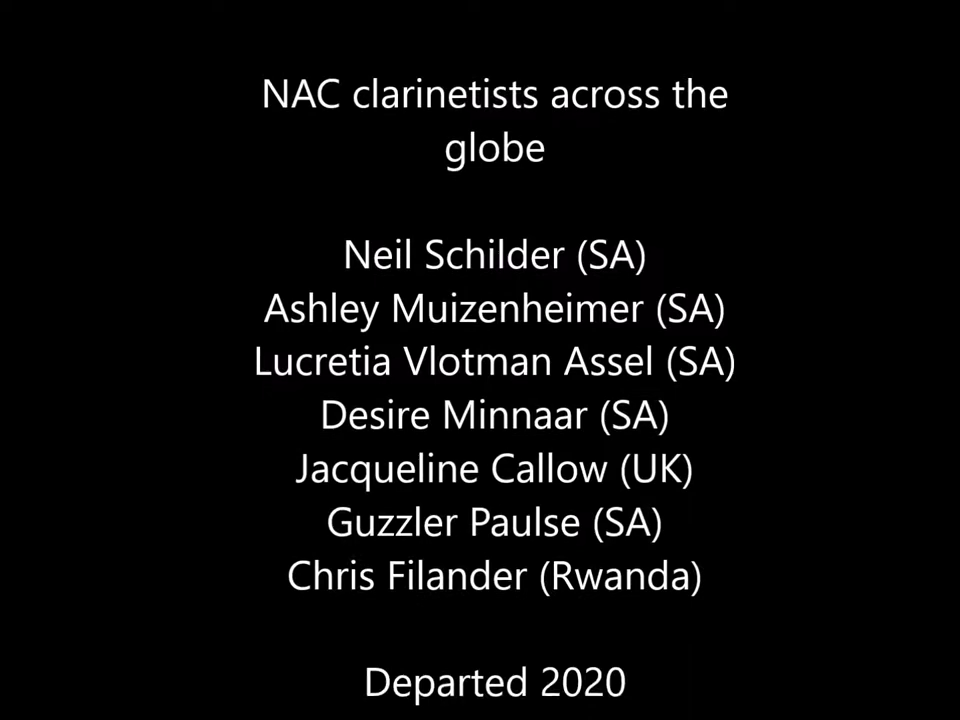 NAC clarinetists across the
globe
Neil Schilder (SA)
Ashley Muizenheimer (SA)
Lucretia Vlotman Assel (SA)
Desire Minnaar (SA)
Jacqueline Callow (UK)
Guzzler Paulse (SA)
Chris Filander (Rwanda)
Departed 2020